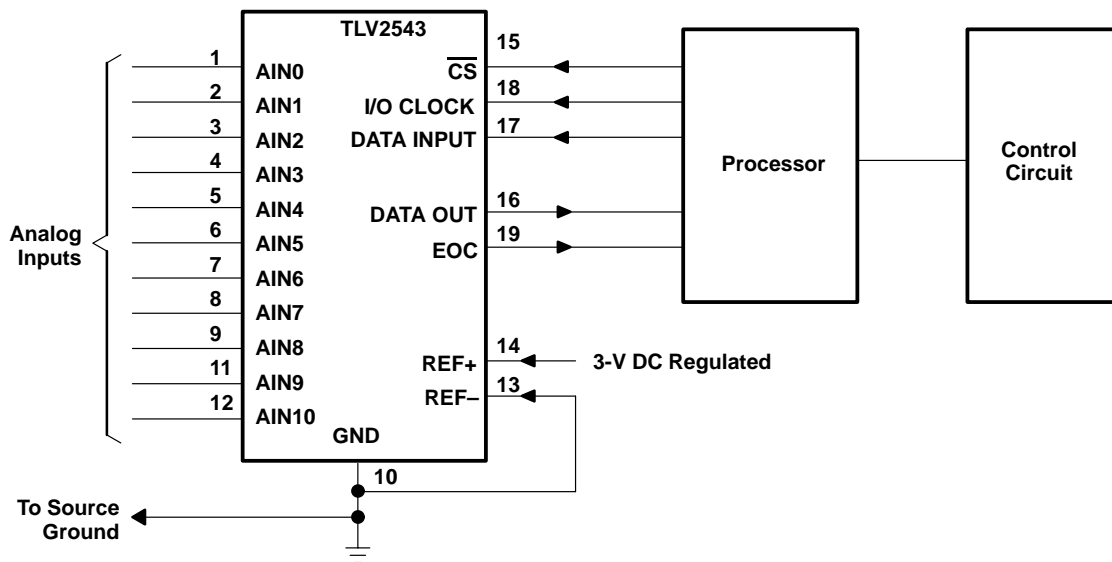 TLV2543
1
AIN0
2
AIN1
3
AIN2
4
AIN3
5
AIN4
6
AIN5
7
AIN6
8
AIN7
9
AIN8
11
AIN9
12
AIN10
Analog
Inputs
15
CS
18
I/O CLOCK
17
DATA INPUT
16
DATA OUT
19
EOC
14
REF+
3-V DC Regulated
13
REF–
GND
10
To Source
Ground
Processor
Control
Circuit